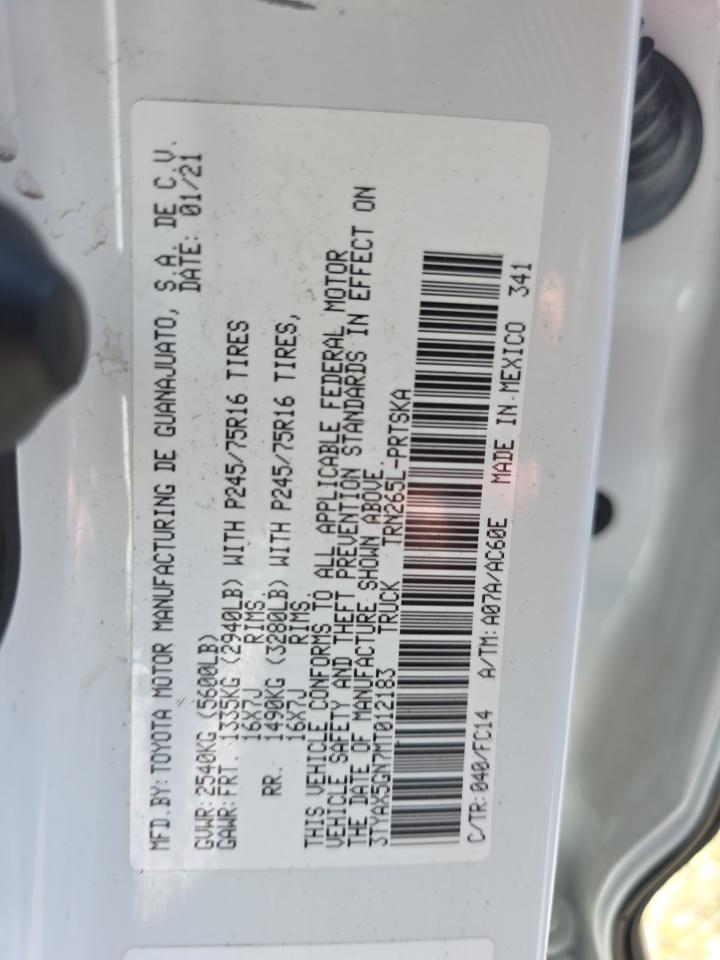 MFD.BY:TOYOTA MOTOR MANUFACTURING DE GUANAJUATO, S.A. DE C.V.
DATE: 01/21
GVWR:2540KG (5600LB)
GAWR:FRT. 1335KG (2940LB) WITH P245/75R16 TIRES
16X7J RIMS.
RR. 1490KG (3280LB) WITH P245/75R16 TIRES,
16X7J RIMS
THIS VEHICLE CONFORMS TO ALL APPLICABLE FEDERAL MOTOR
VEHICLE SAFETY AND THEFT PREVENTION STANDARDS IN EFFECT ON
THE DATE OF MANUFACTURE SHOWN ABOVE
3TYAX5GN7MT012183 TRUCK TRN265L-PRTSKA
C/TR:040/FC14 A/TM:A07A/AC60E MADE IN MEXICO 341